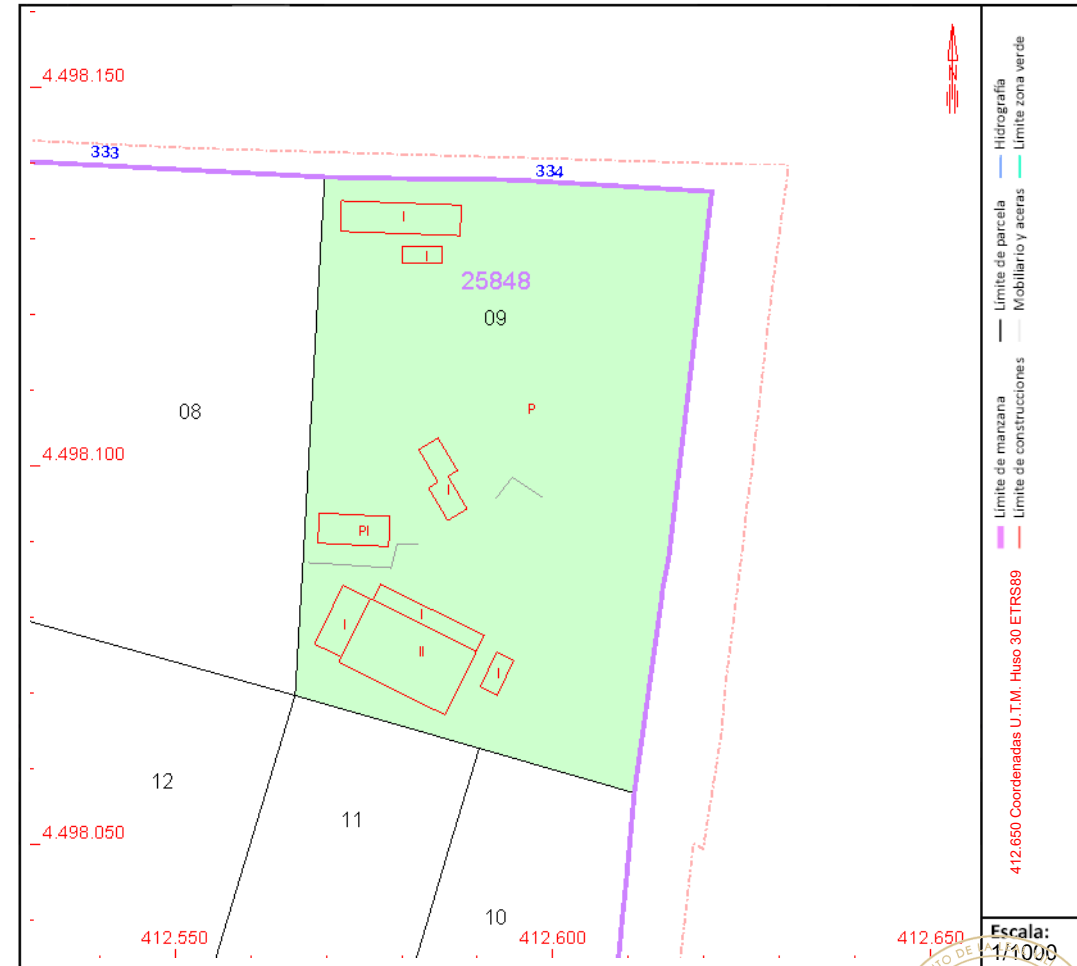 4.498.150
333
334
I
I
25848
09
08
P
4.498.100
I
PI
I
I
II
I
12
11
4.498.050
10
412.550
412.600
412.650
N
Límite de manzana
Límite de parcela
Hidrografía
Límite de construcciones
Mobiliario y aceras
Límite zona verde
412.650 Coordenadas U.T.M. Huso 30 ETRS89
Escala:
1/1000